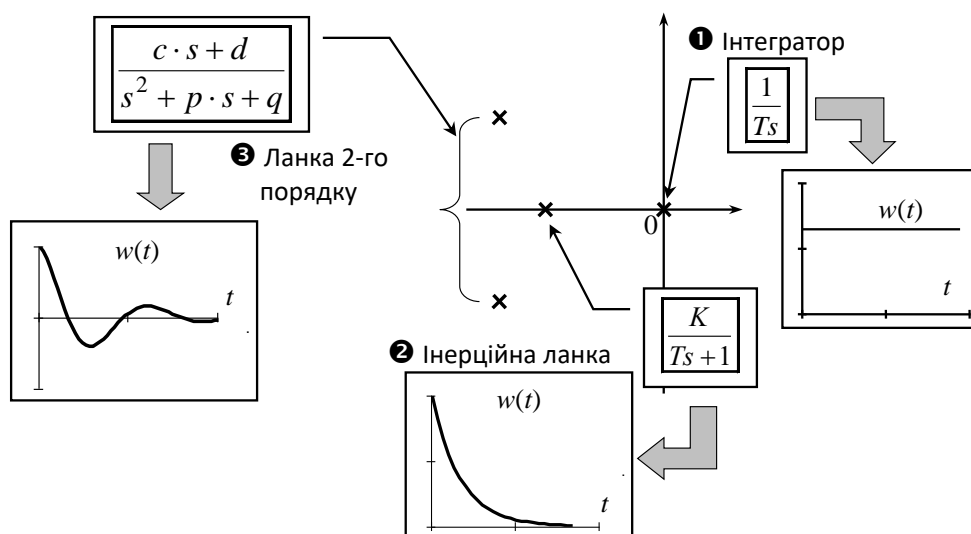 c · s + d
s² + p · s + q
❸ Ланка 2-го
порядку
w(t)
t
❶ Інтегратор
1
Ts
w(t)
t
0
K
Ts + 1
❷ Інерційна ланка
w(t)
t